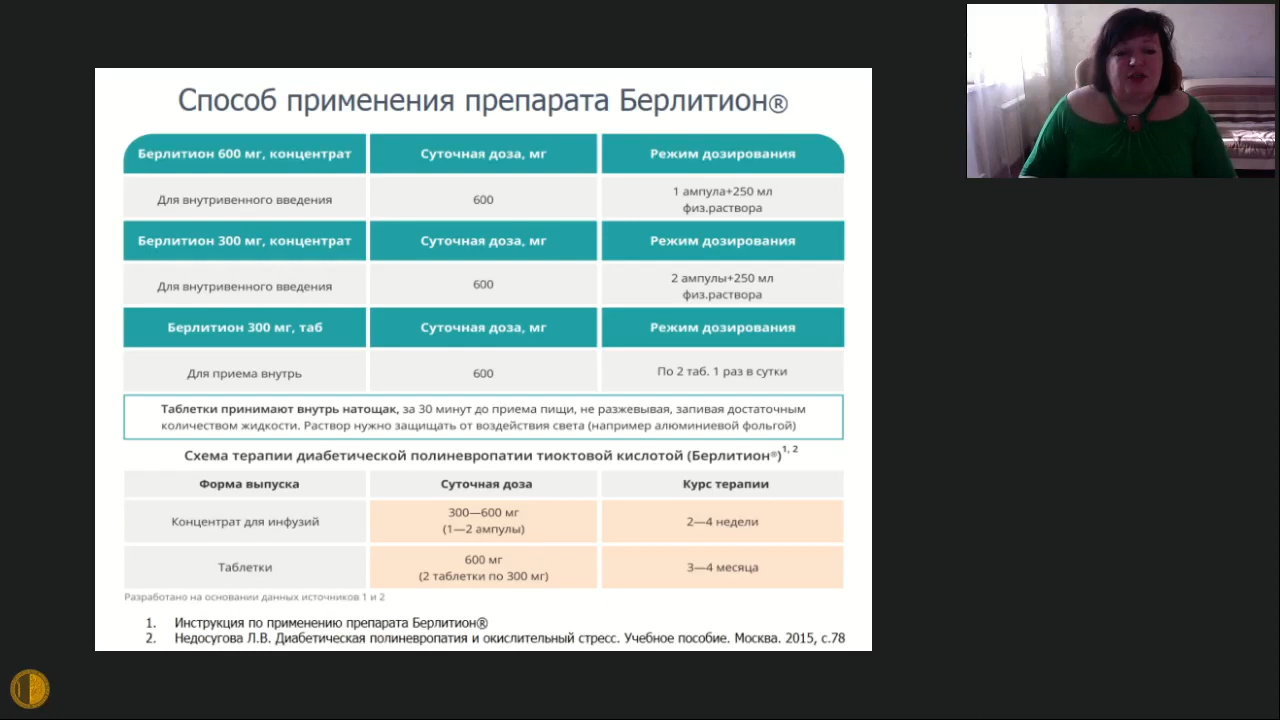 Способ применения препарата Берлитион®
Берлитион 600 мг, концентрат
Суточная доза, мг
Режим дозирования
Для внутривенного введения
600
1 ампула+250 мл
физ.раствора
Берлитион 300 мг, концентрат
Суточная доза, мг
Режим дозирования
Для внутривенного введения
600
2 ампулы+250 мл
физ.раствора
Берлитион 300 мг, таб
Суточная доза, мг
Режим дозирования
Для приема внутрь
600
По 2 таб. 1 раз в сутки
Таблетки принимают внутрь натощак, за 30 минут до приема пищи, не разжевывая, запивая достаточным
количеством жидкости. Раствор нужно защищать от воздействия света (например алюминиевой фольгой)
Схема терапии диабетической полиневропатии тиоктовой кислотой (Берлитион®)1, 2
Форма выпуска
Суточная доза
Курс терапии
Концентрат для инфузий
300—600 мг
(1—2 ампулы)
2—4 недели
Таблетки
600 мг
(2 таблетки по 300 мг)
3—4 месяца
Разработано на основании данных источников 1 и 2
1. Инструкция по применению препарата Берлитион®
2. Недосугова Л.В. Диабетическая полиневропатия и окислительный стресс. Учебное пособие. Москва. 2015, с.78